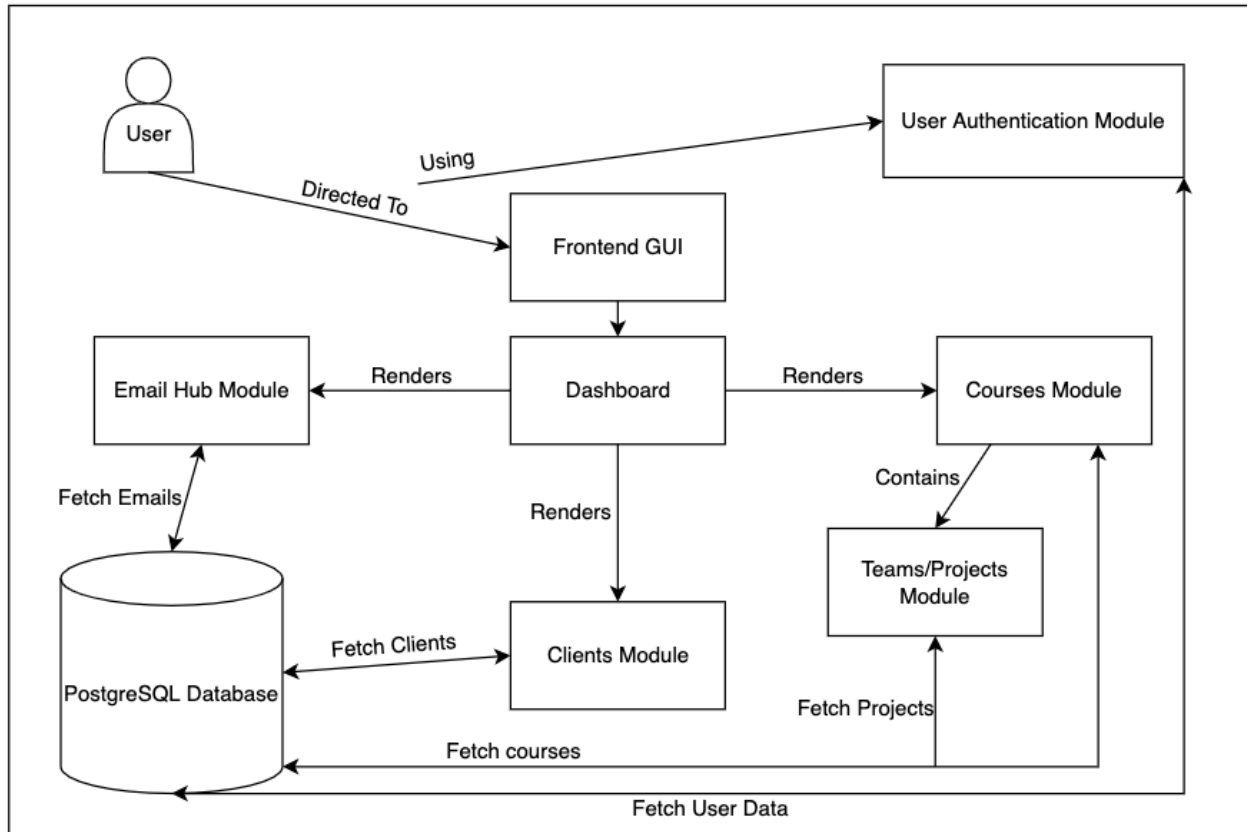 User
User Authentication Module
Using
Directed To
Frontend GUI
Email Hub Module
Renders
Dashboard
Renders
Courses Module
Fetch Emails
Renders
Contains
Teams/Projects
Module
PostgreSQL Database
Fetch Clients
Clients Module
Fetch Projects
Fetch courses
Fetch User Data